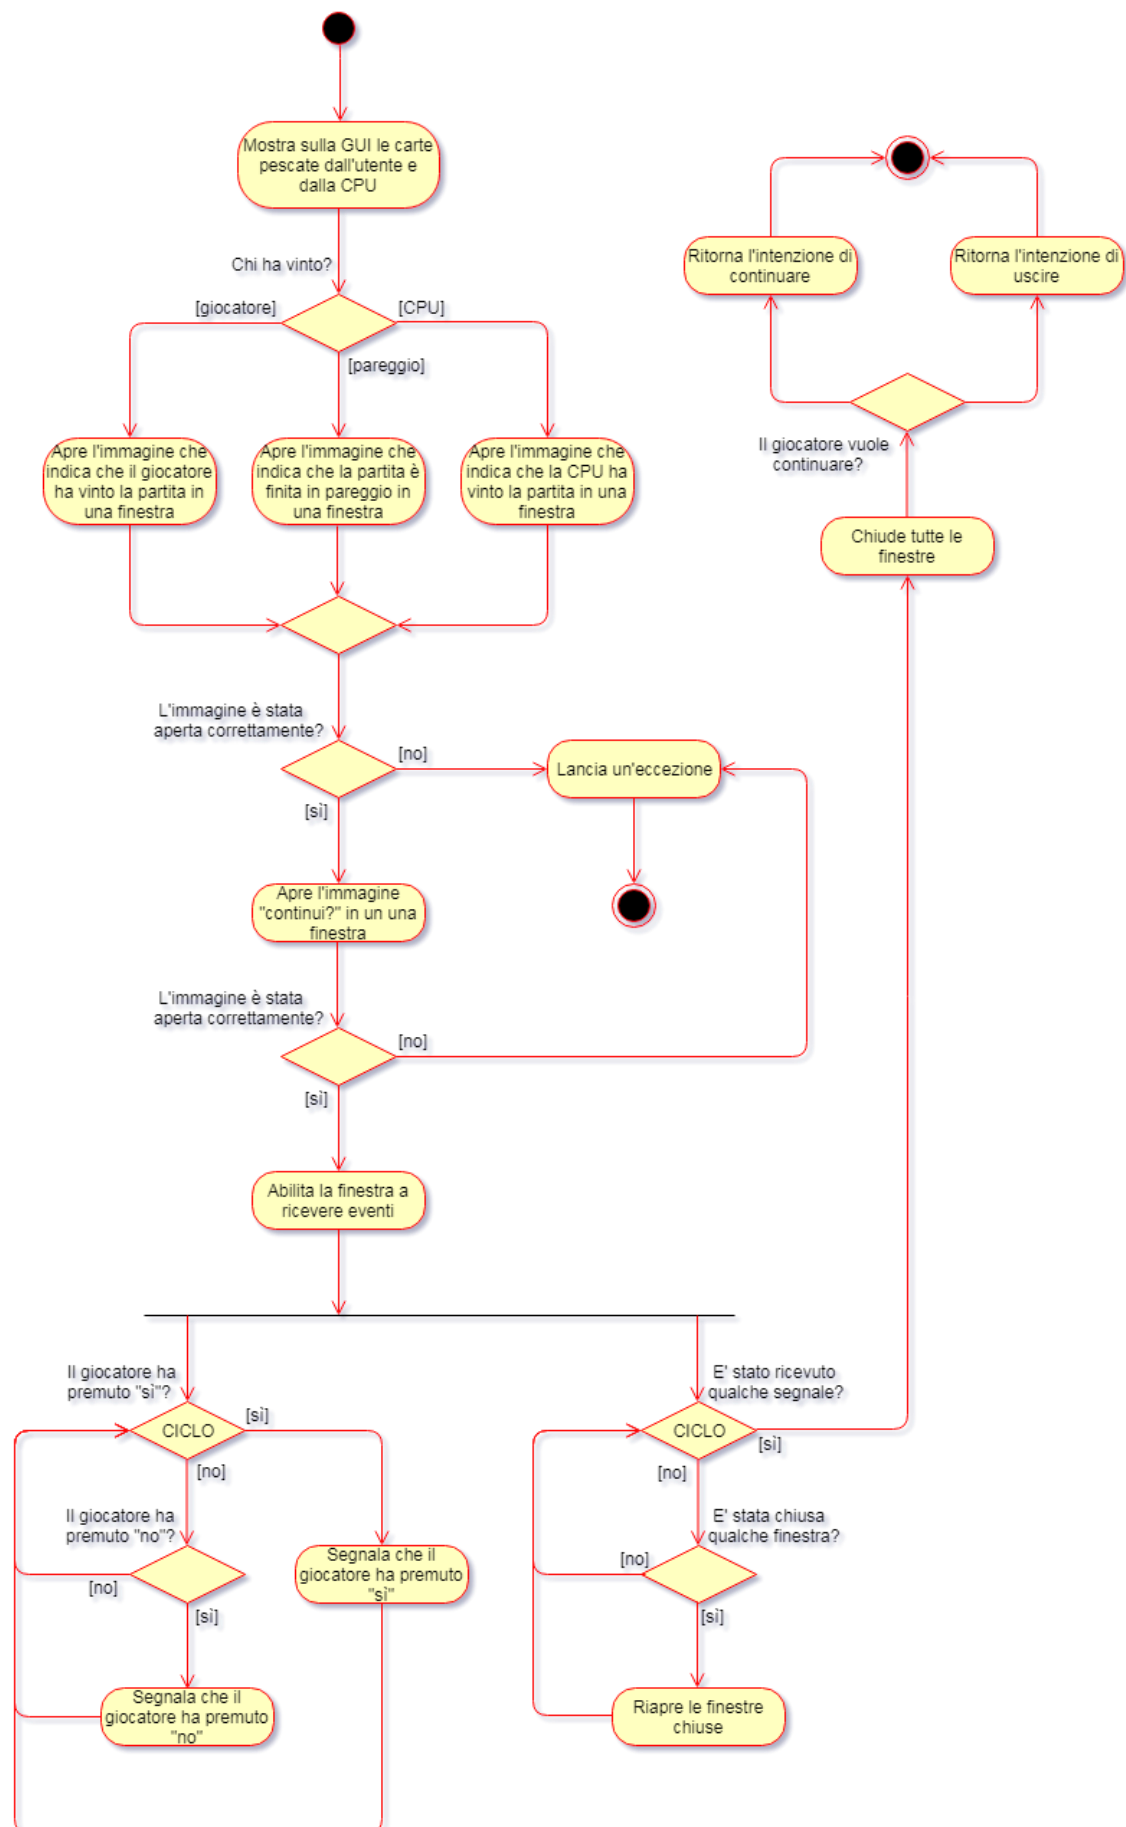 Mostra sulla GUI le carte
pescate dall'utente e
dalla CPU
Chi ha vinto?
[giocatore]
[CPU]
[pareggio]
Apre l'immagine che
indica che il giocatore
ha vinto la partita in
una finestra
Apre l'immagine che
indica che la partita è
finita in pareggio in
una finestra
Apre l'immagine che
indica che la CPU ha
vinto la partita in una
finestra
L'immagine è stata
aperta correttamente?
[no]
[sì]
Lancia un'eccezione
Apre l'immagine
"continui?" in un una
finestra
L'immagine è stata
aperta correttamente?
[no]
[sì]
Abilita la finestra a
ricevere eventi
Il giocatore ha
premuto "sì"?
CICLO
[sì]
[no]
Il giocatore ha
premuto "no"?
[no]
[sì]
Segnala che il
giocatore ha premuto
"sì"
Segnala che il
giocatore ha premuto
"no"
E' stato ricevuto
qualche segnale?
CICLO
[sì]
[no]
E' stata chiusa
qualche finestra?
[no]
[sì]
Riapre le finestre
chiuse
Chiude tutte le
finestre
Il giocatore vuole
continuare?
Ritorna l'intenzione di
continuare
Ritorna l'intenzione di
uscire